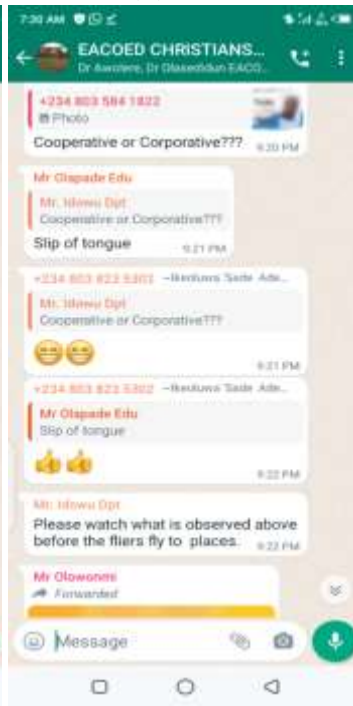 7:30 AM
EACOED CHRISTIANS...
Dr Awotere, Dr Olasedidun EACO...
+234 803 584 1822
Photo
Cooperative or Corporative???
9:20 PM
Mr Olapade Edu
Mr. Idowu Dpt
Cooperative or Corporative???
Slip of tongue
9:21 PM
+234 803 823 5302 ~Ikeoluwa Sade Ade...
Mr. Idowu Dpt
Cooperative or Corporative???
😄😄
9:21 PM
+234 803 823 5302 ~Ikeoluwa Sade Ade...
Mr Olapade Edu
Slip of tongue
👍👍
9:22 PM
Mr. Idowu Dpt
Please watch what is observed above
before the fliers fly to places.
9:22 PM
Mr Olowonmi
Forwarded
Message